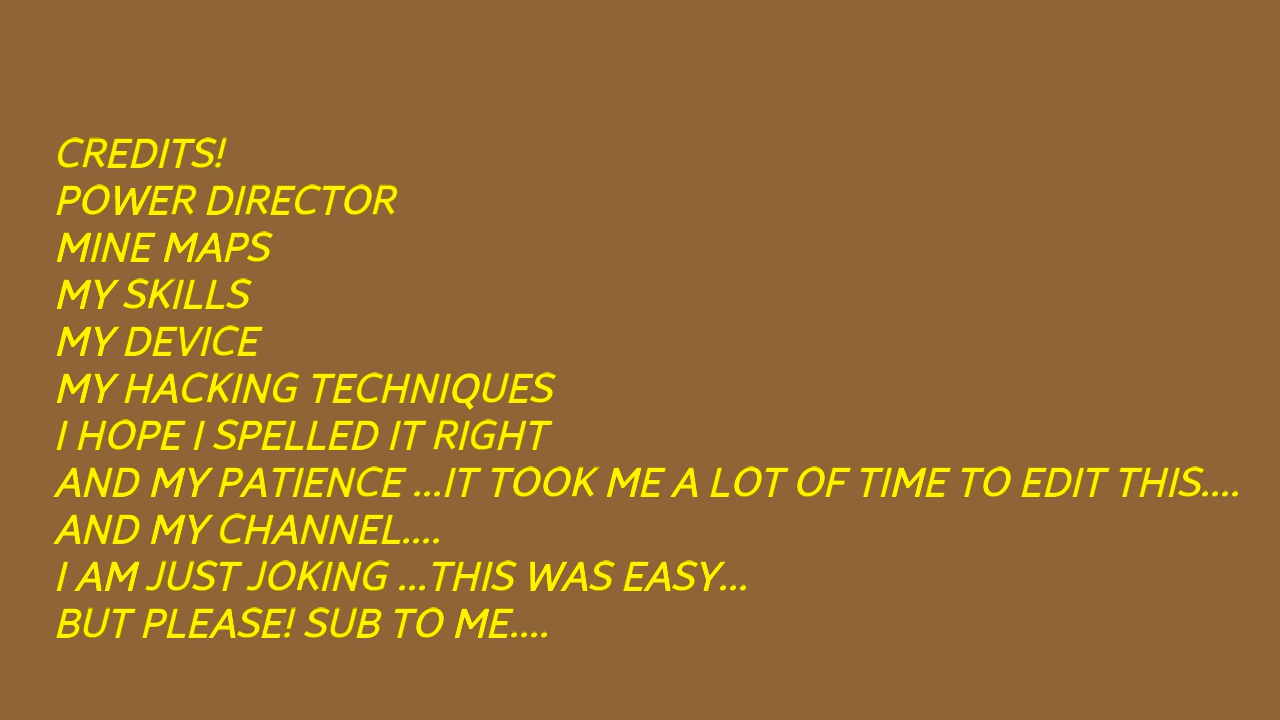 CREDITS!
POWER DIRECTOR
MINE MAPS
MY SKILLS
MY DEVICE
MY HACKING TECHNIQUES
I HOPE I SPELLED IT RIGHT
AND MY PATIENCE ...IT TOOK ME A LOT OF TIME TO EDIT THIS....
AND MY CHANNEL....
I AM JUST JOKING ...THIS WAS EASY...
BUT PLEASE! SUB TO ME....